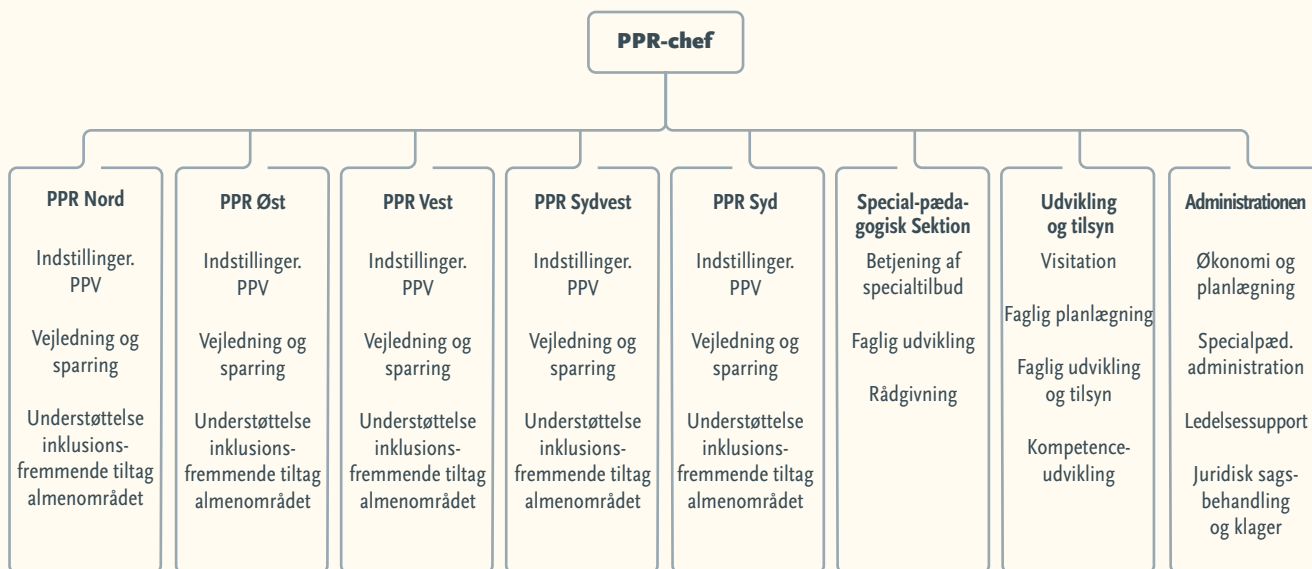 PPR-chef
PPR Nord
Indstillinger.
PPV
Vejledning og
sparring
Understøttelse
inklusions-
fremmende tiltag
almenområdet
PPR Øst
Indstillinger.
PPV
Vejledning og
sparring
Understøttelse
inklusions-
fremmende tiltag
almenområdet
PPR Vest
Indstillinger.
PPV
Vejledning og
sparring
Understøttelse
inklusions-
fremmende tiltag
almenområdet
PPR Sydvest
Indstillinger.
PPV
Vejledning og
sparring
Understøttelse
inklusions-
fremmende tiltag
almenområdet
PPR Syd
Indstillinger.
PPV
Vejledning og
sparring
Understøttelse
inklusions-
fremmende tiltag
almenområdet
Special-pæda-
gogisk Sektion
Betjening af
specialtilbud
Faglig udvikling
Rådgivning
Udvikling
og tilsyn
Visitation
Faglig planlægning
Faglig udvikling
og tilsyn
Kompetence-
udvikling
Administrationen
Økonomi og
planlægning
Specialpæd.
administration
Ledelsessupport
Juridisk sags-
behandling
og klager